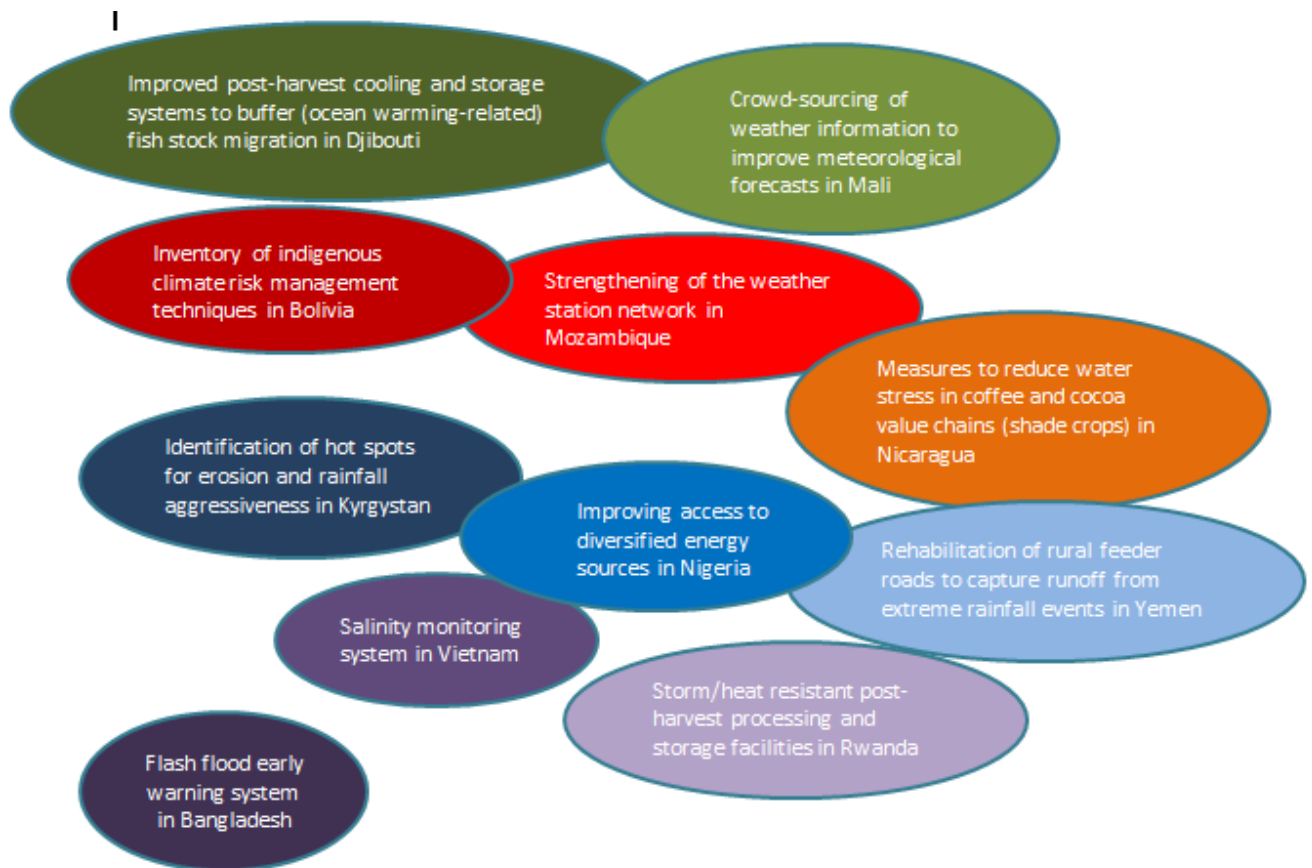 I
Improved post-harvest cooling and storage
systems to buffer (ocean warming-related)
fish stock migration in Djibouti
Crowd-sourcing of
weather information to
improve meteorological
forecasts in Mali
Inventory of indigenous
climate risk management
techniques in Bolivia
Strengthening of the weather
station network in
Mozambique
Measures to reduce water
stress in coffee and cocoa
value chains (shade crops) in
Nicaragua
Identification of hot spots
for erosion and rainfall
aggressiveness in Kyrgystan
Improving access to
diversified energy
sources in Nigeria
Rehabilitation of rural feeder
roads to capture runoff from
extreme rainfall events in Yemen
Salinity monitoring
system in Vietnam
Storm/heat resistant post-
harvest processing and
storage facilities in Rwanda
Flash flood early
warning system
in Bangladesh